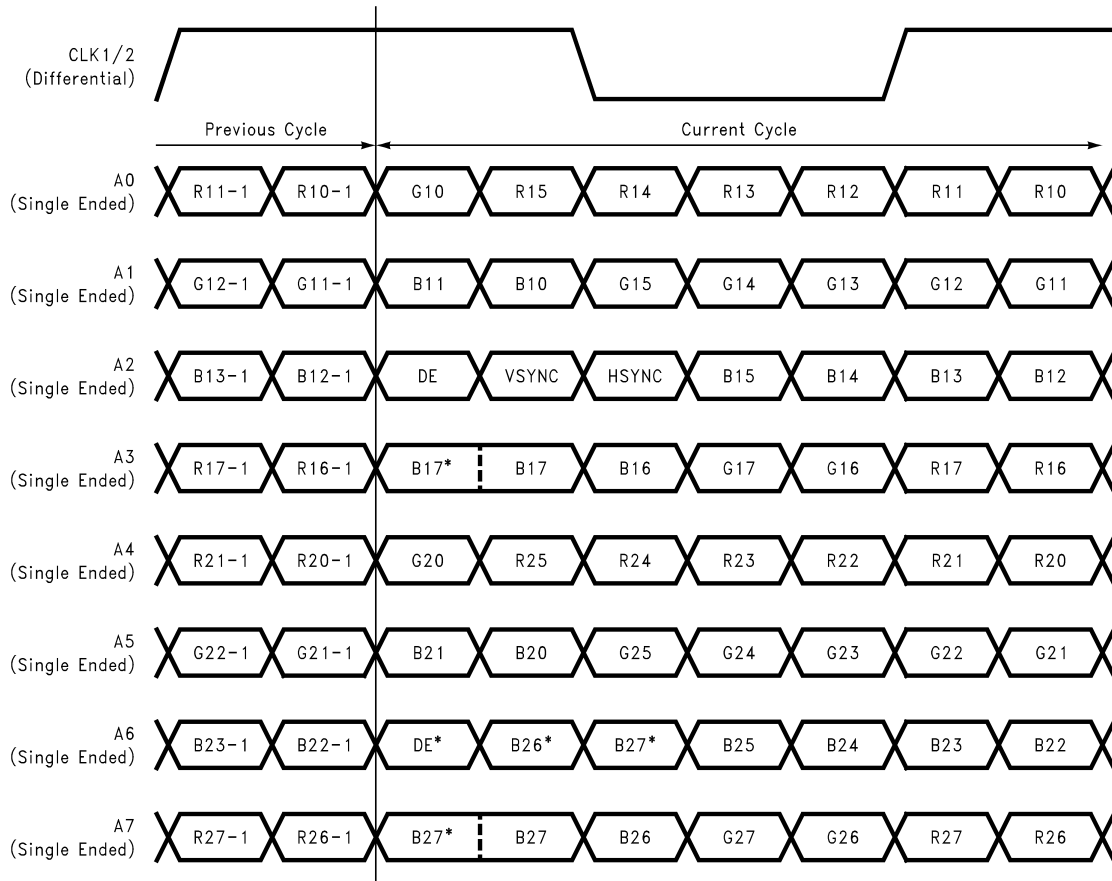 CLK1/2
(Differential)
Previous Cycle Current Cycle
A0
(Single Ended)
R11-1 R10-1 G10 R15 R14 R13 R12 R11 R10
A1
(Single Ended)
G12-1 G11-1 B11 B10 G15 G14 G13 G12 G11
A2
(Single Ended)
B13-1 B12-1 DE VSYNC HSYNC B15 B14 B13 B12
A3
(Single Ended)
R17-1 R16-1 B17* B17 B16 G17 G16 R17 R16
A4
(Single Ended)
R21-1 R20-1 G20 R25 R24 R23 R22 R21 R20
A5
(Single Ended)
G22-1 G21-1 B21 B20 G25 G24 G23 G22 G21
A6
(Single Ended)
B23-1 B22-1 DE* B26* B27* B25 B24 B23 B22
A7
(Single Ended)
R27-1 R26-1 B27* B27 B26 G27 G26 R27 R26